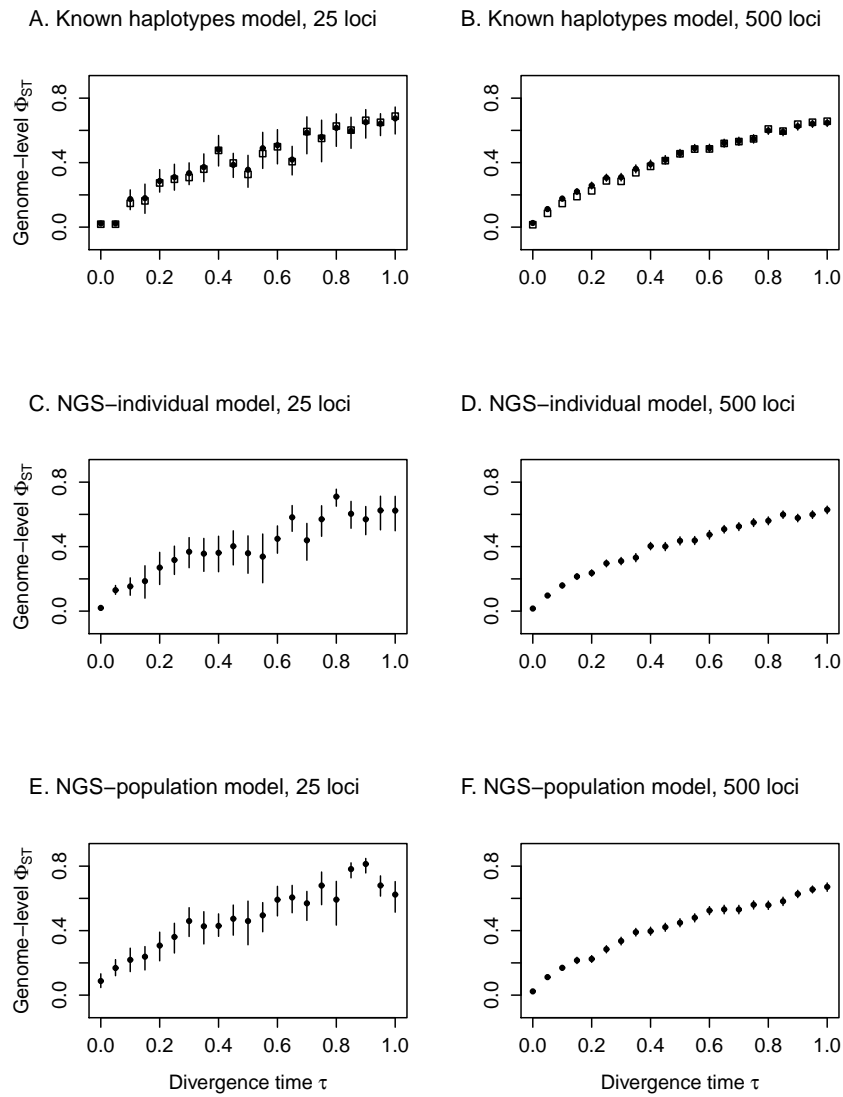 A. Known haplotypes model, 25 loci
Genome−level ΦST
0.8
0.4
0.0
0.0 0.2 0.4 0.6 0.8 1.0
B. Known haplotypes model, 500 loci
0.8
0.4
0.0
0.0 0.2 0.4 0.6 0.8 1.0
C. NGS−individual model, 25 loci
Genome−level ΦST
0.8
0.4
0.0
0.0 0.2 0.4 0.6 0.8 1.0
D. NGS−individual model, 500 loci
0.8
0.4
0.0
0.0 0.2 0.4 0.6 0.8 1.0
E. NGS−population model, 25 loci
Genome−level ΦST
0.8
0.4
0.0
0.0 0.2 0.4 0.6 0.8 1.0
Divergence time τ
F. NGS−population model, 500 loci
0.8
0.4
0.0
0.0 0.2 0.4 0.6 0.8 1.0
Divergence time τ